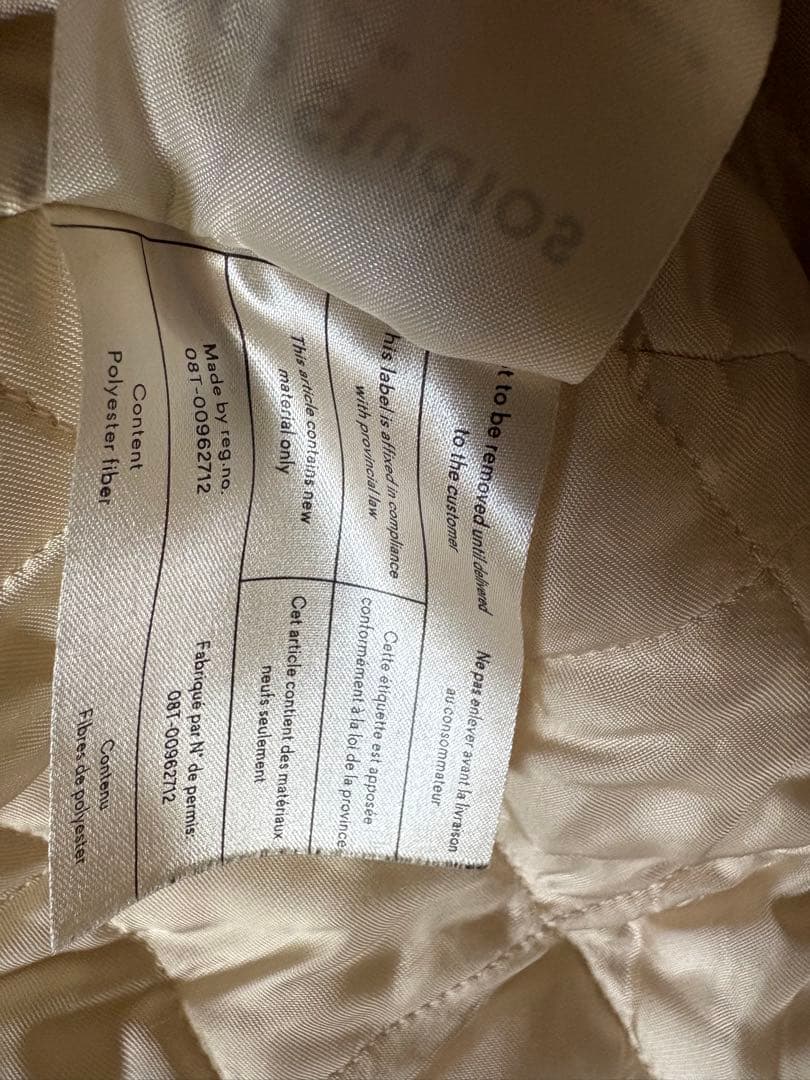 t to be removed until delivered
to the customer
Ne pas enlever avant la livraison
au consommateur
his label is affixed in compliance
with provincial law
Cette étiquette est apposée
conformément à la loi de la province
This article contains new
material only
Cet article contient des matériaux
neufs seulement
Made by reg.no.
08T-00962712
Fabriqué par N° de permis:
08T-00962712
Content
Polyester fiber
Contenu
Fibres de polyester